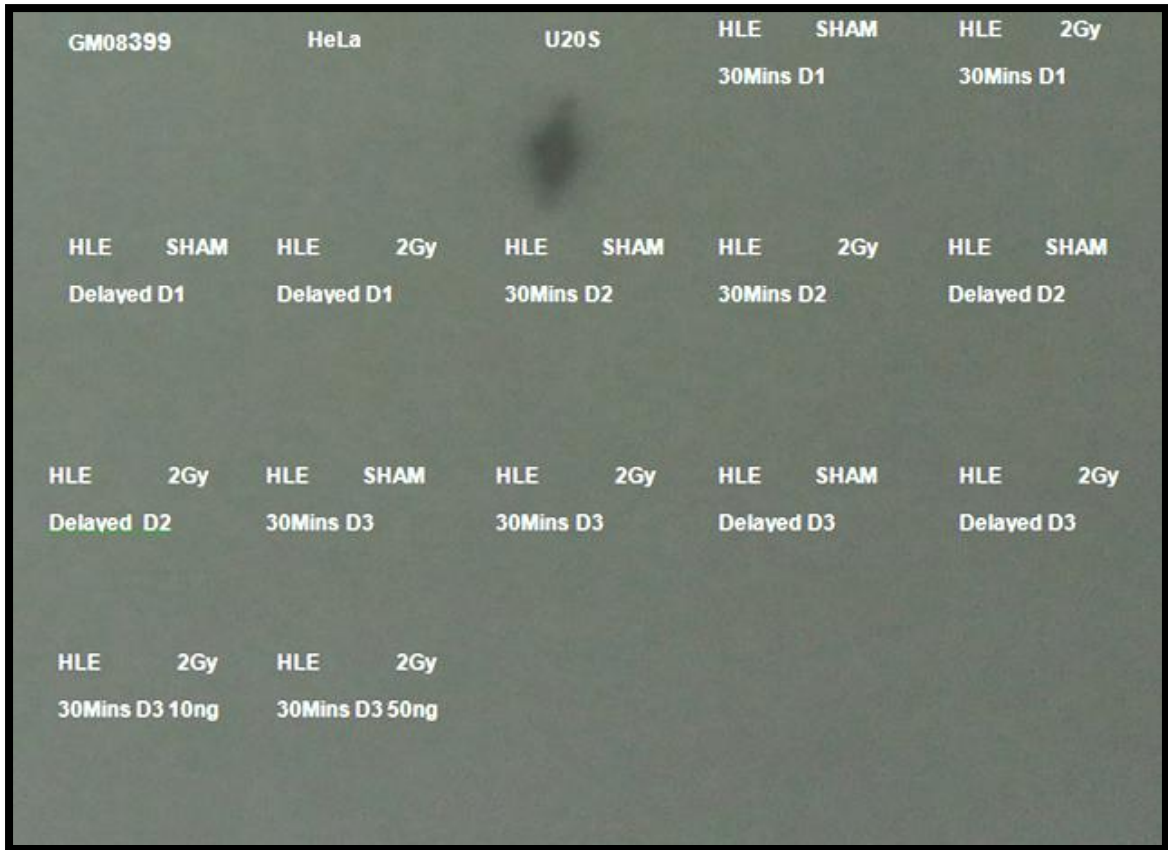 GM08399 HeLa U20S HLE SHAM HLE 2Gy
30Mins D1 30Mins D1
HLE SHAM HLE 2Gy HLE SHAM HLE 2Gy HLE SHAM
Delayed D1 Delayed D1 30Mins D2 30Mins D2 Delayed D2
HLE 2Gy HLE SHAM HLE 2Gy HLE SHAM HLE 2Gy
Delayed D2 30Mins D3 30Mins D3 Delayed D3 Delayed D3
HLE 2Gy HLE 2Gy
30Mins D3 10ng 30Mins D3 50ng